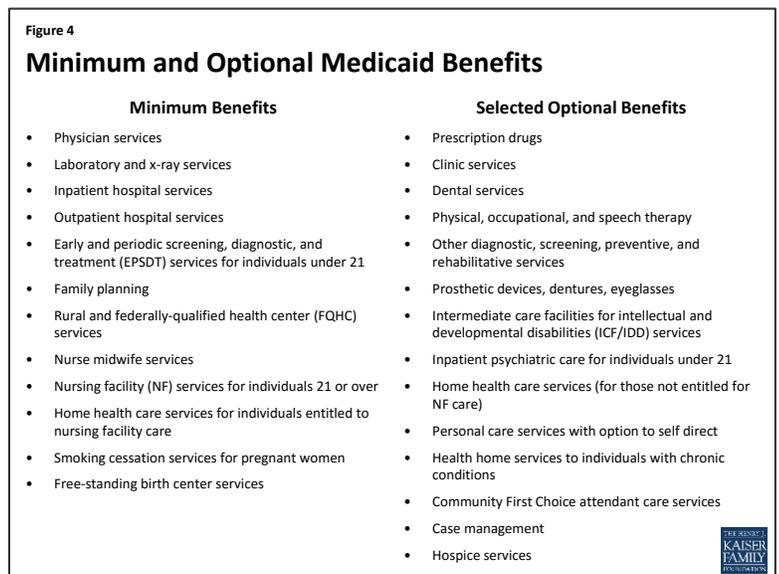 Figure 4
Minimum and Optional Medicaid Benefits
Minimum Benefits
• Physician services
• Laboratory and x-ray services
• Inpatient hospital services
• Outpatient hospital services
• Early and periodic screening, diagnostic, and
treatment (EPSDT) services for individuals under 21
• Family planning
• Rural and federally-qualified health center (FQHC)
services
• Nurse midwife services
• Nursing facility (NF) services for individuals 21 or over
• Home health care services for individuals entitled to
nursing facility care
• Smoking cessation services for pregnant women
• Free-standing birth center services
Selected Optional Benefits
• Prescription drugs
• Clinic services
• Dental services
• Physical, occupational, and speech therapy
• Other diagnostic, screening, preventive, and
rehabilitative services
• Prosthetic devices, dentures, eyeglasses
• Intermediate care facilities for intellectual and
developmental disabilities (ICF/IDD) services
• Inpatient psychiatric care for individuals under 21
• Home health care services (for those not entitled for
NF care)
• Personal care services with option to self direct
• Health home services to individuals with chronic
conditions
• Community First Choice attendant care services
• Case management
• Hospice services
THE HENRY J.
KAISER
FAMILY
FOUNDATION